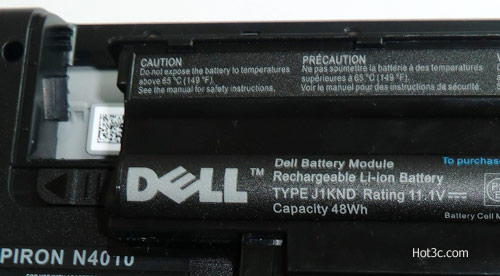 CAUTION
Do not expose the battery to temperatures
above 65 °C (149 °F).
See the manual for safety instructions.
PRÉCAUTION
Ne pas soumettre la batterie à des températures
supérieures à 65 °C (149 °F).
Voir le manuel pour des instructions de sécurité.
DELL™
Dell Battery Module
Rechargeable Li-ion Battery
TYPE J1KND Rating 11.1V
Capacity 48Wh
To purchase
Battery Cell
PIRON N4010
Hot3c.com